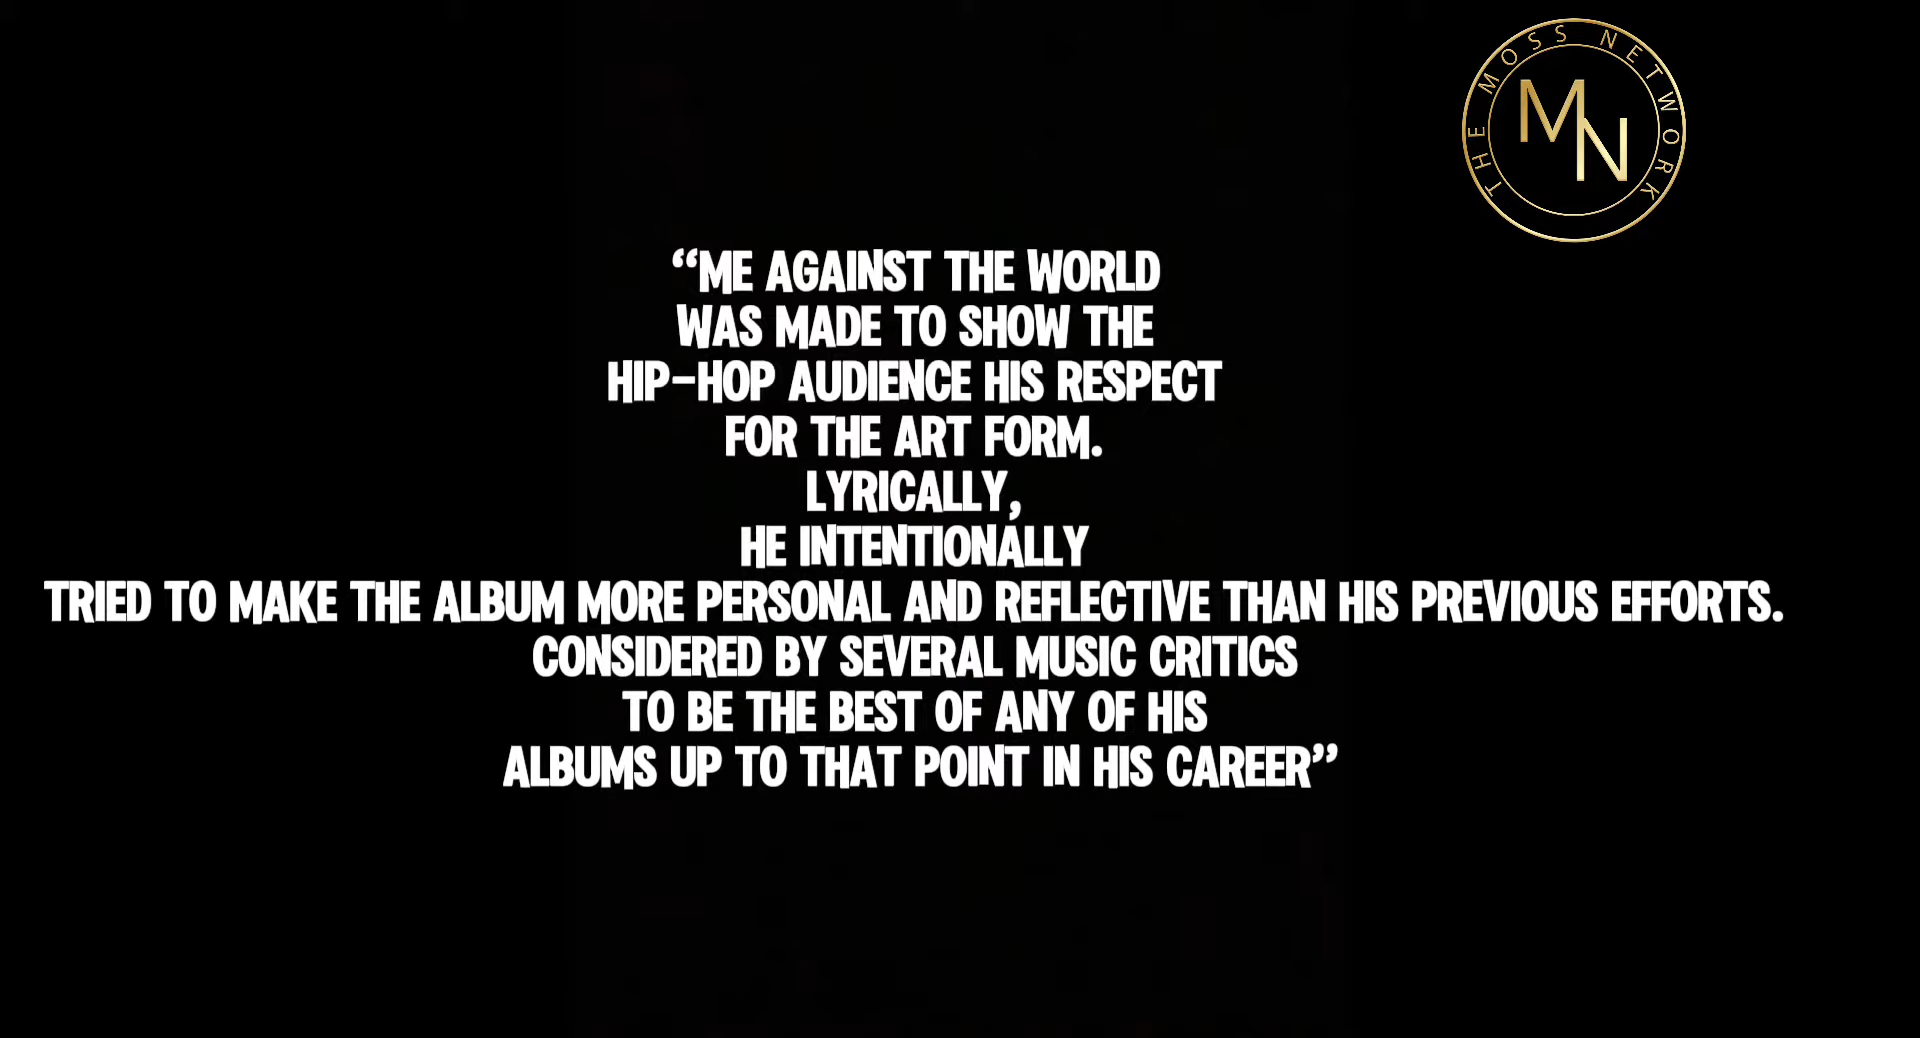 THE MOSS NETWORK
MN
“ME AGAINST THE WORLD
WAS MADE TO SHOW THE
HIP-HOP AUDIENCE HIS RESPECT
FOR THE ART FORM.
LYRICALLY,
HE INTENTIONALLY
TRIED TO MAKE THE ALBUM MORE PERSONAL AND REFLECTIVE THAN HIS PREVIOUS EFFORTS.
CONSIDERED BY SEVERAL MUSIC CRITICS
TO BE THE BEST OF ANY OF HIS
ALBUMS UP TO THAT POINT IN HIS CAREER”